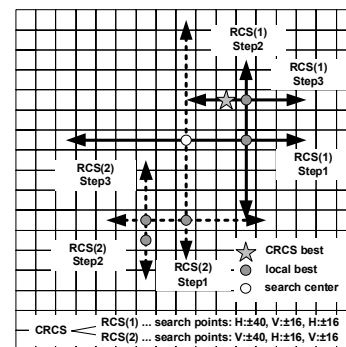 RCS(1)
Step2
RCS(1)
Step3
RCS(2)
Step3
RCS(1)
Step1
RCS(2)
Step2
RCS(2)
Step1
CRCS best
local best
search center
CRCS
RCS(1) ... search points: H:±40, V:±16, H:±16
RCS(2) ... search points: V:±40, H:±16, V:±16